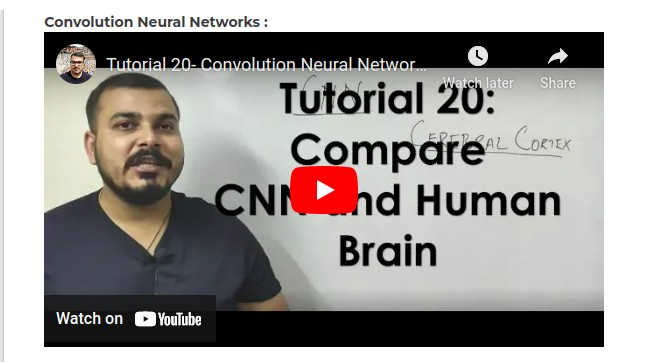 Convolution Neural Networks :
Tutorial 20- Convolution Neural Networ...
Watch later
Share
CNN
Tutorial 20:
CEREBRAL CORTEX
Compare
CNN and Human
Brain
Watch on YouTube